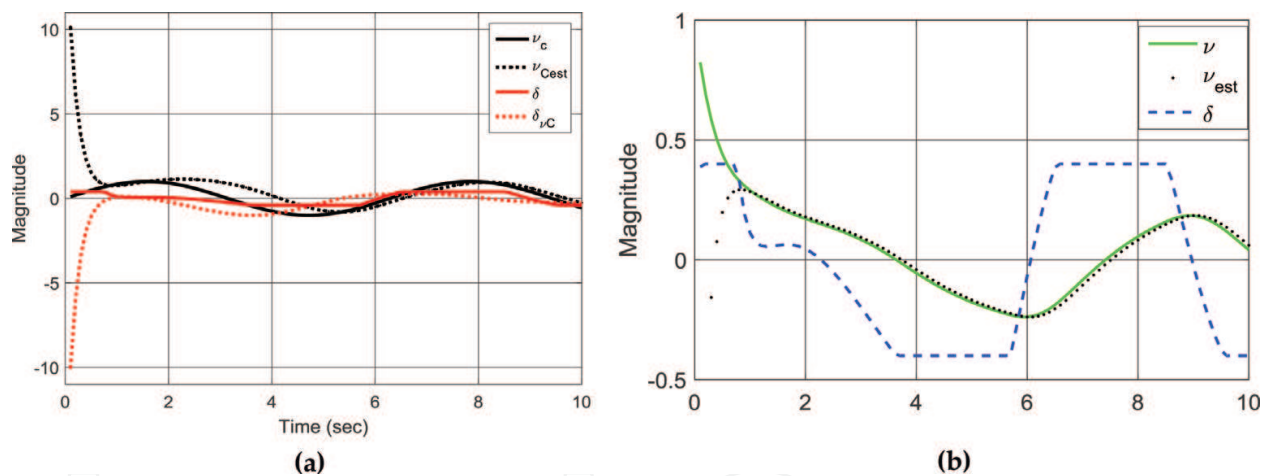 10
5
0
-5
-10
Magnitude
0 2 4 6 8 10
Time (sec)
ν_c
ν_Cest
δ
δ_νC
(a)
1
0.5
0
-0.5
Magnitude
0 2 4 6 8 10
ν
ν_est
δ
(b)